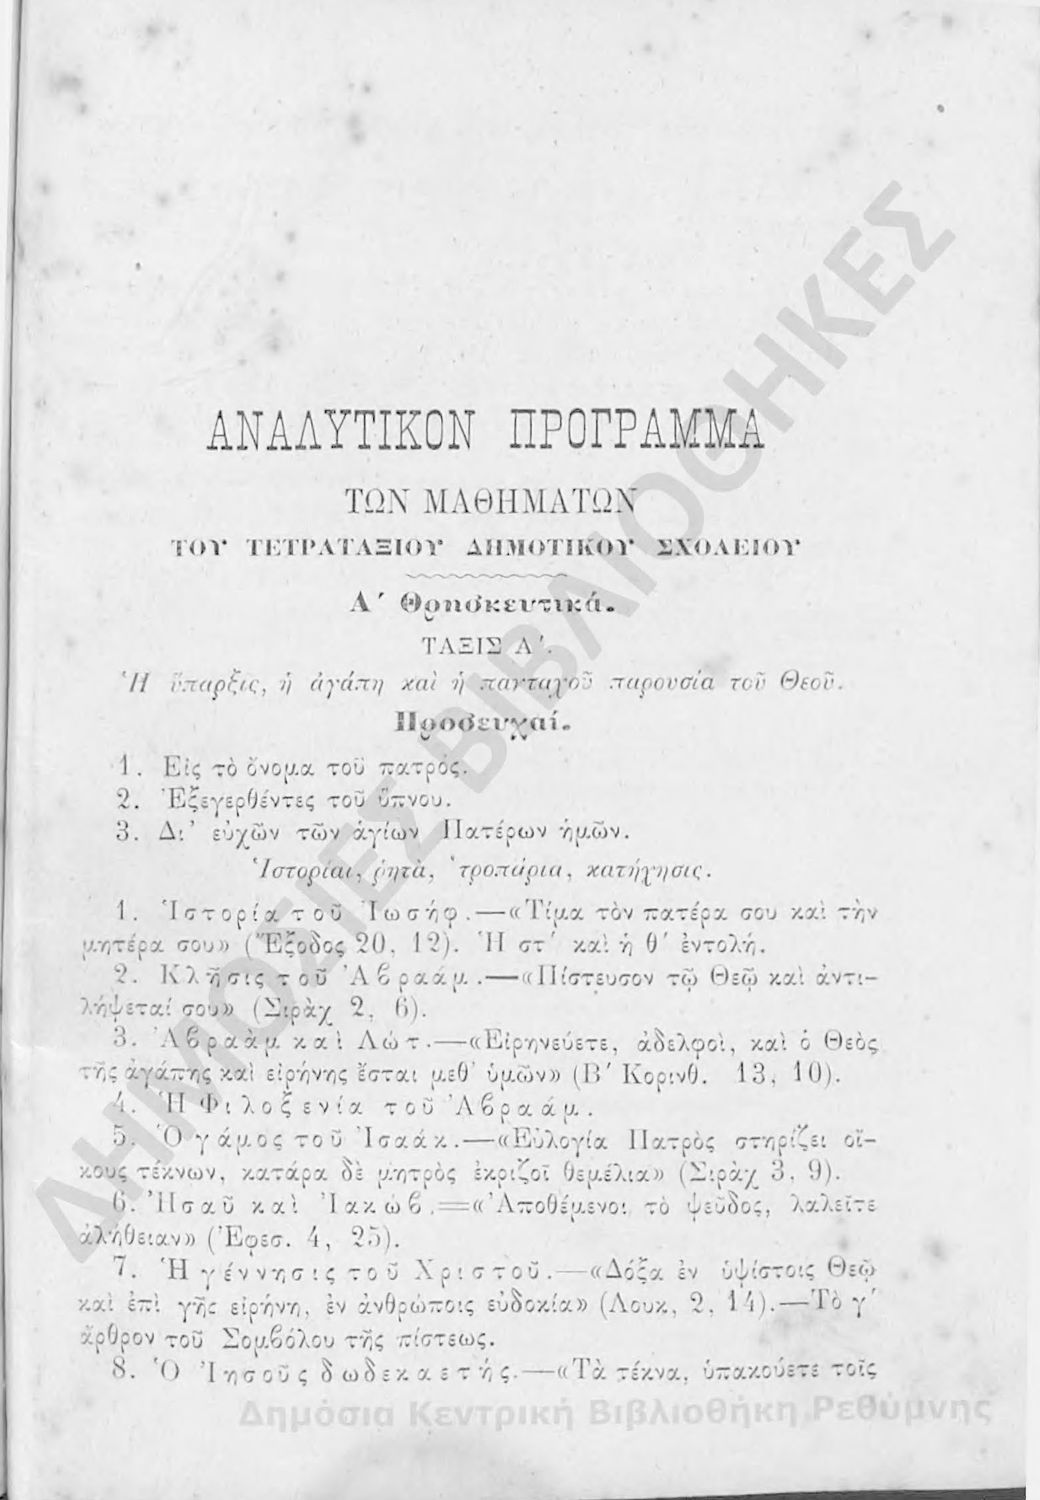 ΑΝΑΛΥΤΙΚΟΝ ΠΡΟΓΡΑΜΜΑ
ΤΩΝ ΜΑΘΗΜΑΤΩΝ
ΤΟΥ ΤΕΤΡΑΤΑΞΙΟΥ ΔΗΜΟΤΙΚΟΥ ΣΧΟΛΕΙΟΥ
Α΄ Θρησκευτικά.
ΤΑΞΙΣ Α΄.
Ἡ ὕπαρξις, ἡ ἀγάπη καὶ ἡ πανταχοῦ παρουσία τοῦ Θεοῦ.
Προσευχαί.
1. Εἰς τὸ ὄνομα τοῦ πατρός.
2. Ἐξεγερθέντες τοῦ ὕπνου.
3. Δι' εὐχῶν τῶν ἁγίων Πατέρων ἡμῶν.
Ἱστορίαι, ῥητὰ, τροπάρια, κατήχησις.
1. Ἱστορία τοῦ Ἰωσήφ.—«Τίμα τὸν πατέρα σου καὶ τὴν
μητέρα σου» (Ἔξοδος 20, 12). Ἡ στ΄ καὶ ἡ θ΄ ἐντολή.
2. Κλῆσις τοῦ Ἀβραάμ.—«Πίστευσον τῷ Θεῷ καὶ ἀντι-
λήψεταί σου» (Σιρὰχ 2, 6).
3. Ἀβραὰμ καὶ Λώτ.—«Εἰρηνεύετε, ἀδελφοὶ, καὶ ὁ Θεὸς
τῆς ἀγάπης καὶ εἰρήνης ἔσται μεθ' ὑμῶν» (Β΄ Κορινθ. 13, 10).
4. Ἡ Φιλοξενία τοῦ Ἀβραάμ.
5. Ὁ γάμος τοῦ Ἰσαάκ.—«Εὐλογία Πατρὸς στηρίζει οἴ-
κους τέκνων, κατάρα δὲ μητρὸς ἐκριζοῖ θεμέλια» (Σιρὰχ 3, 9).
6. Ἠσαῦ καὶ Ἰακώβ.=«Ἀποθέμενοι τὸ ψεῦδος, λαλεῖτε
ἀλήθειαν» (Ἐφεσ. 4, 25).
7. Ἡ γέννησις τοῦ Χριστοῦ.—«Δόξα ἐν ὑψίστοις Θεῷ
καὶ ἐπὶ γῆς εἰρήνη, ἐν ἀνθρώποις εὐδοκία» (Λουκ, 2, 14).—Τὸ γ΄
ἄρθρον τοῦ Σομβόλου τῆς πίστεως.
8. Ὁ Ἰησοῦς δωδεκαετής.—«Τὰ τέκνα, ὑπακούετε τοῖς
ΔΗΜΟΣΙΕΣ ΒΙΒΛΙΟΘΗΚΕΣ
Δημόσια Κεντρική Βιβλιοθήκη Ρεθύμνης